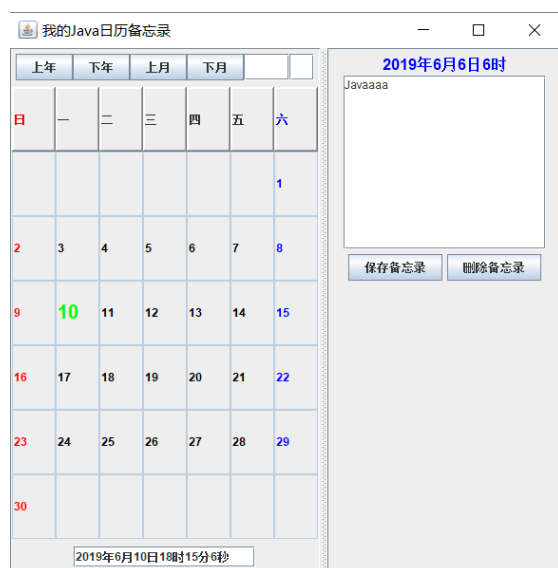 我的Java日历备忘录
上年 下年 上月 下月
日 一 二 三 四 五 六
1
2 3 4 5 6 7 8
9 10 11 12 13 14 15
16 17 18 19 20 21 22
23 24 25 26 27 28 29
30
2019年6月10日18时15分6秒
2019年6月6日6时
Javaaaa
保存备忘录 删除备忘录